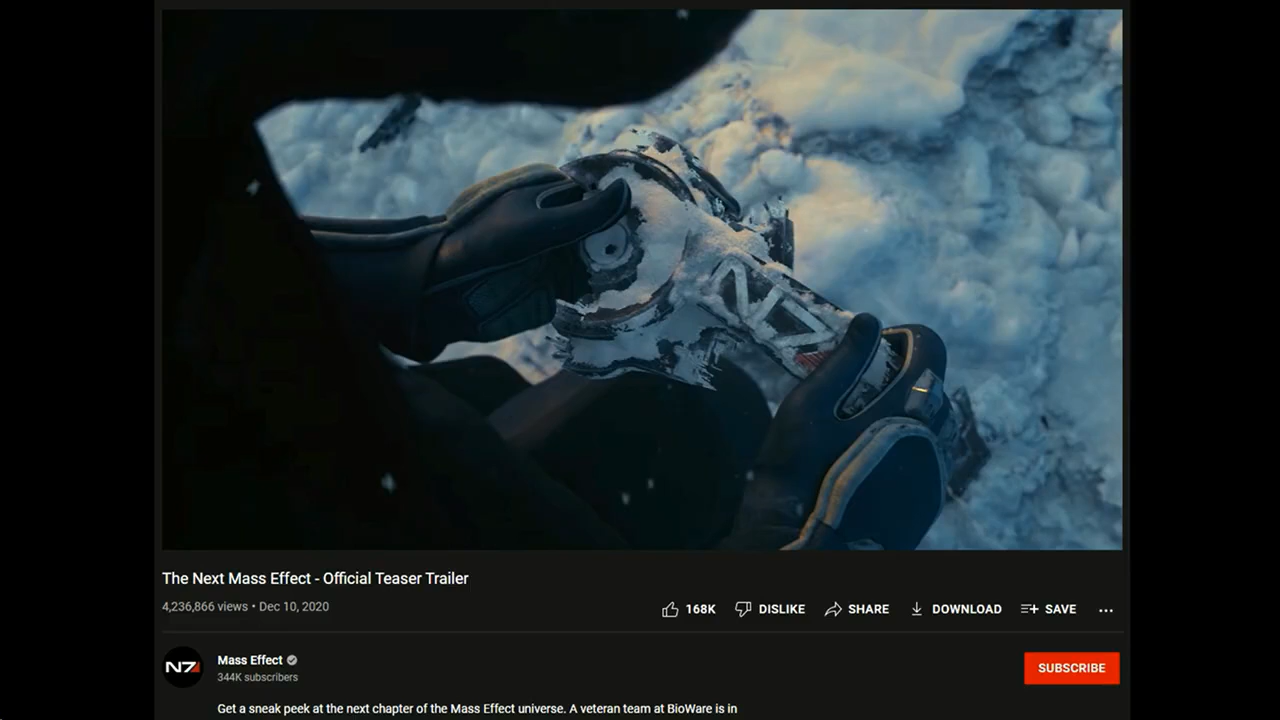 N7
The Next Mass Effect - Official Teaser Trailer
4,236,866 views • Dec 10, 2020
168K DISLIKE SHARE DOWNLOAD SAVE ...
N7
Mass Effect
344K subscribers
SUBSCRIBE
Get a sneak peek at the next chapter of the Mass Effect universe. A veteran team at BioWare is in